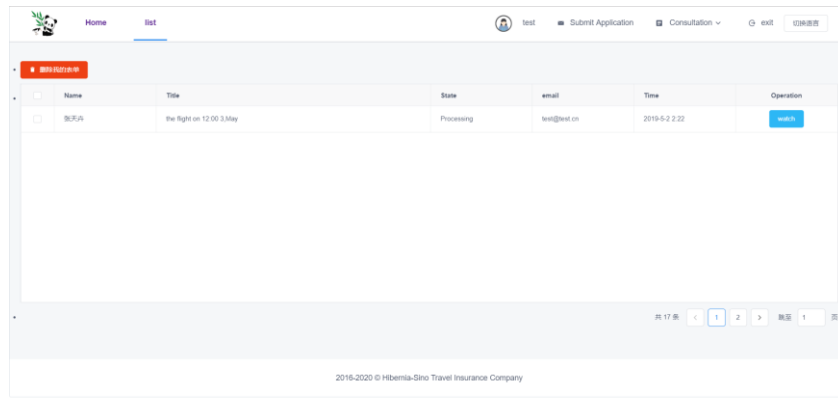 Home list test Submit Application Consultation exit 切换语言
删除我的表单
Name Title State email Time Operation
张天卉 the flight on 12:00 3,May Processing test@test.cn 2019-5-2 2:22 watch
共 17 条 1 2 跳至 1 页
2016-2020 © Hibernia-Sino Travel Insurance Company